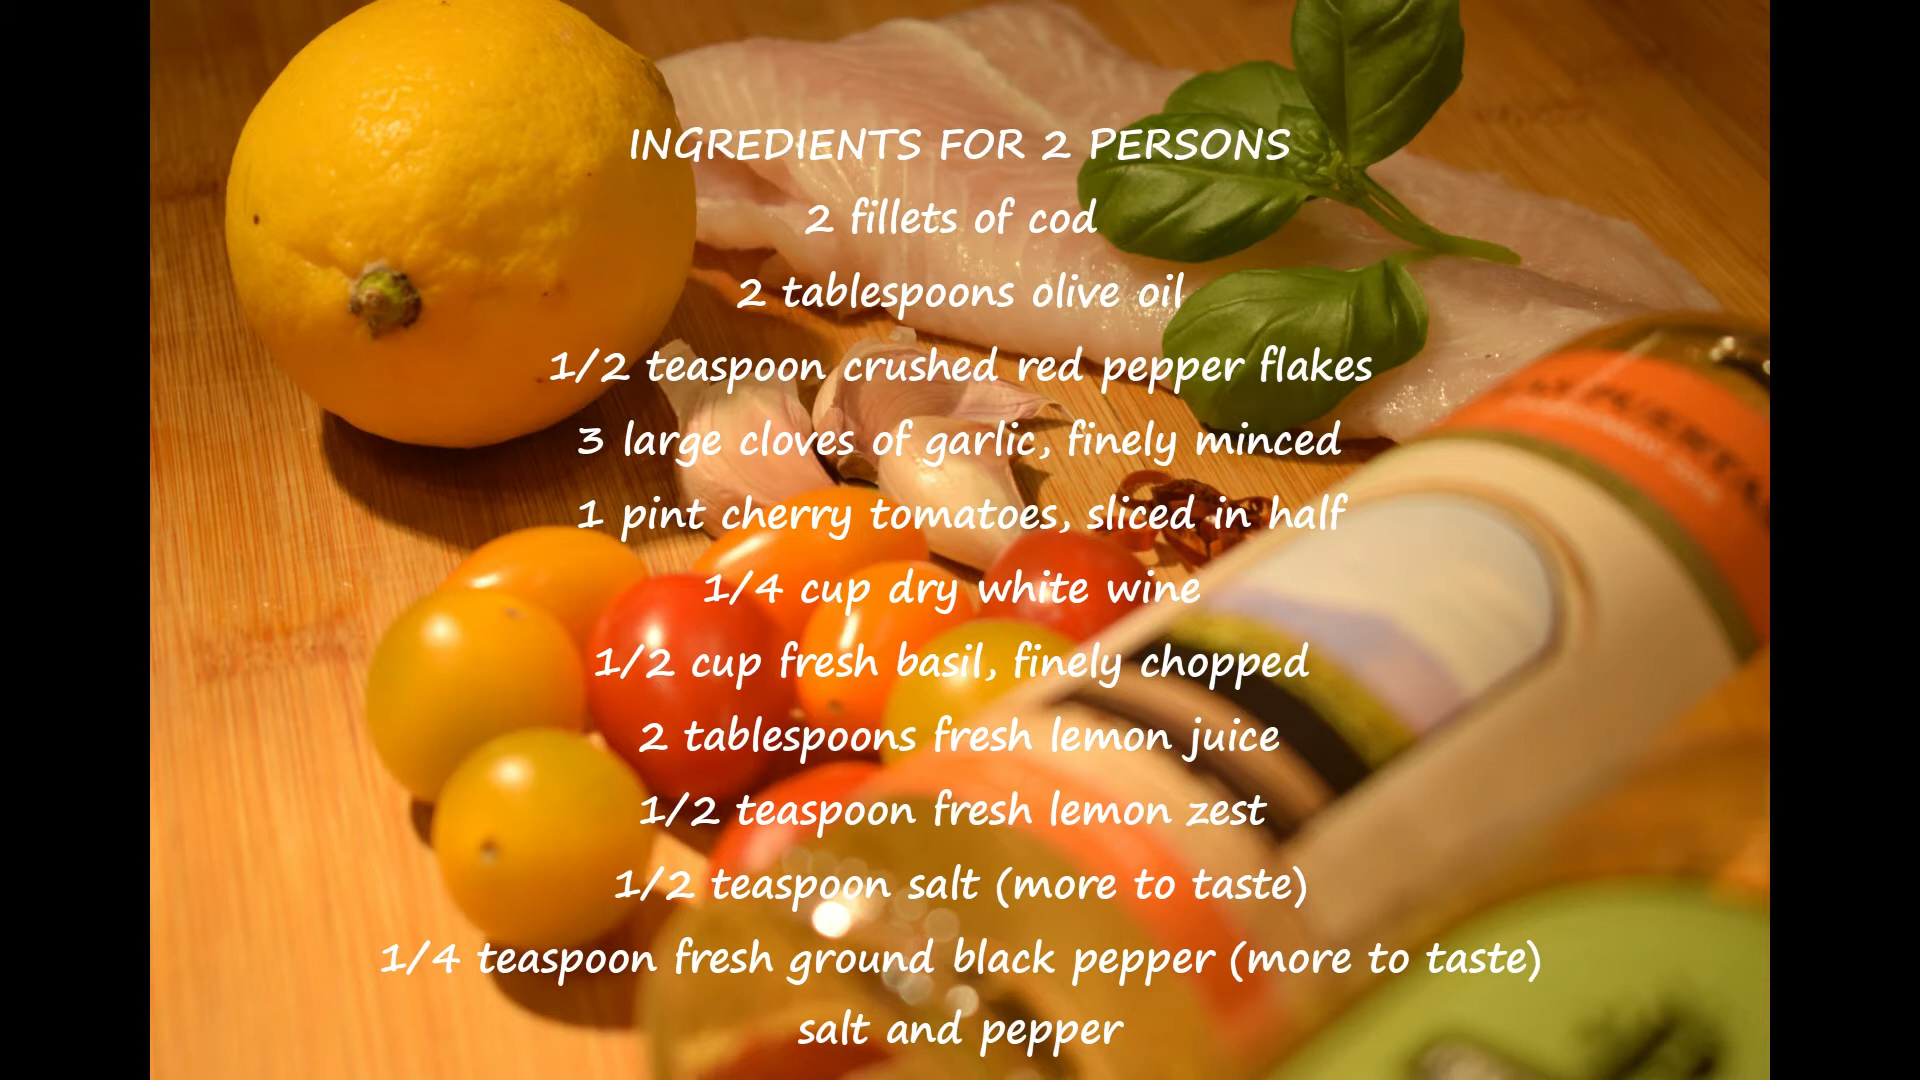 INGREDIENTS FOR 2 PERSONS
2 fillets of cod
2 tablespoons olive oil
1/2 teaspoon crushed red pepper flakes
3 large cloves of garlic, finely minced
1 pint cherry tomatoes, sliced in half
1/4 cup dry white wine
1/2 cup fresh basil, finely chopped
2 tablespoons fresh lemon juice
1/2 teaspoon fresh lemon zest
1/2 teaspoon salt (more to taste)
1/4 teaspoon fresh ground black pepper (more to taste)
salt and pepper